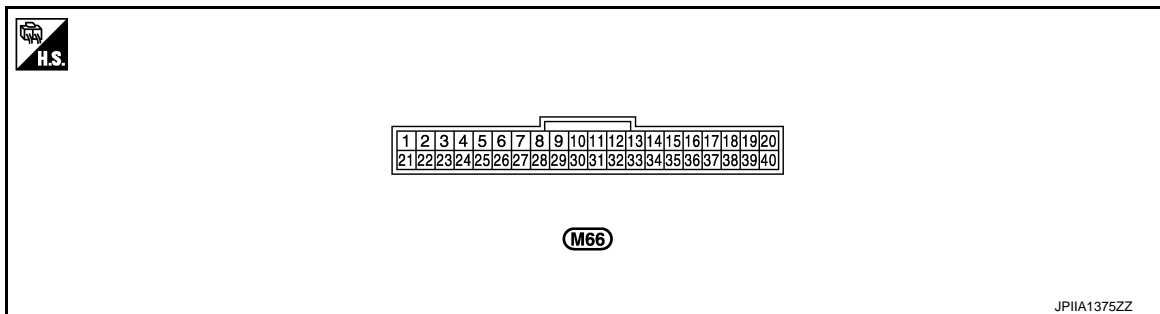 H.S.
1 2 3 4 5 6 7 8 9 10 11 12 13 14 15 16 17 18 19 20
21 22 23 24 25 26 27 28 29 30 31 32 33 34 35 36 37 38 39 40
M66
JPIIA1375ZZ